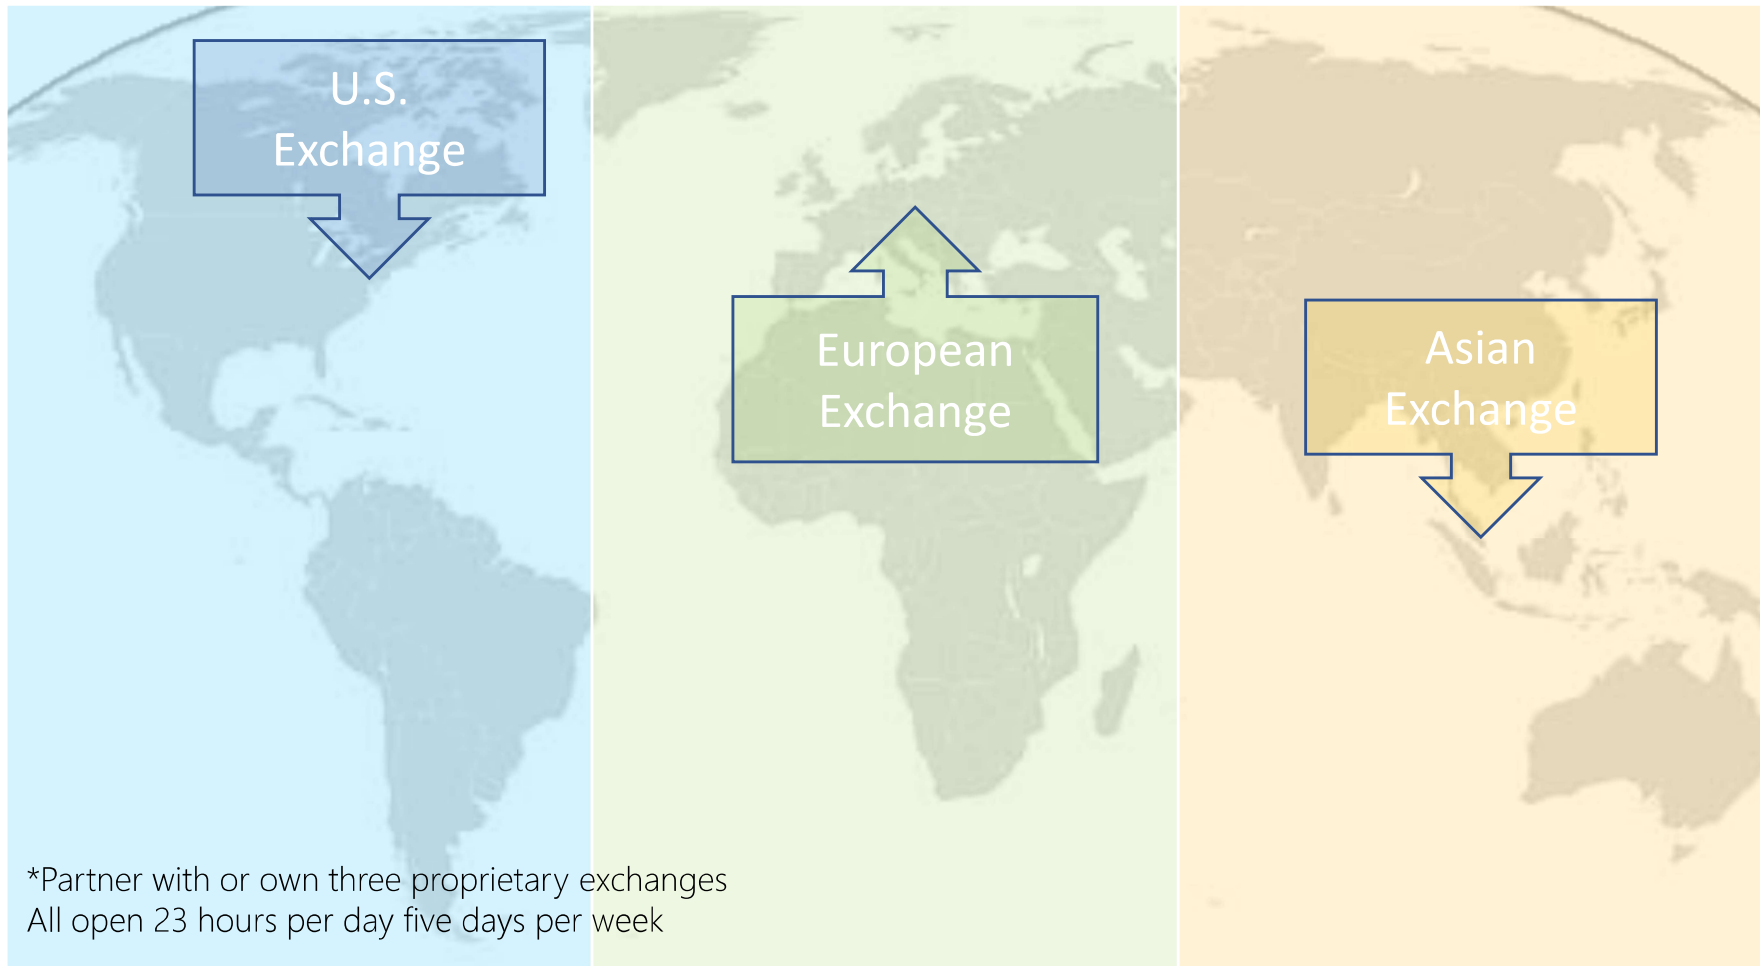 U.S.
Exchange
European
Exchange
Asian
Exchange
*Partner with or own three proprietary exchanges
All open 23 hours per day five days per week